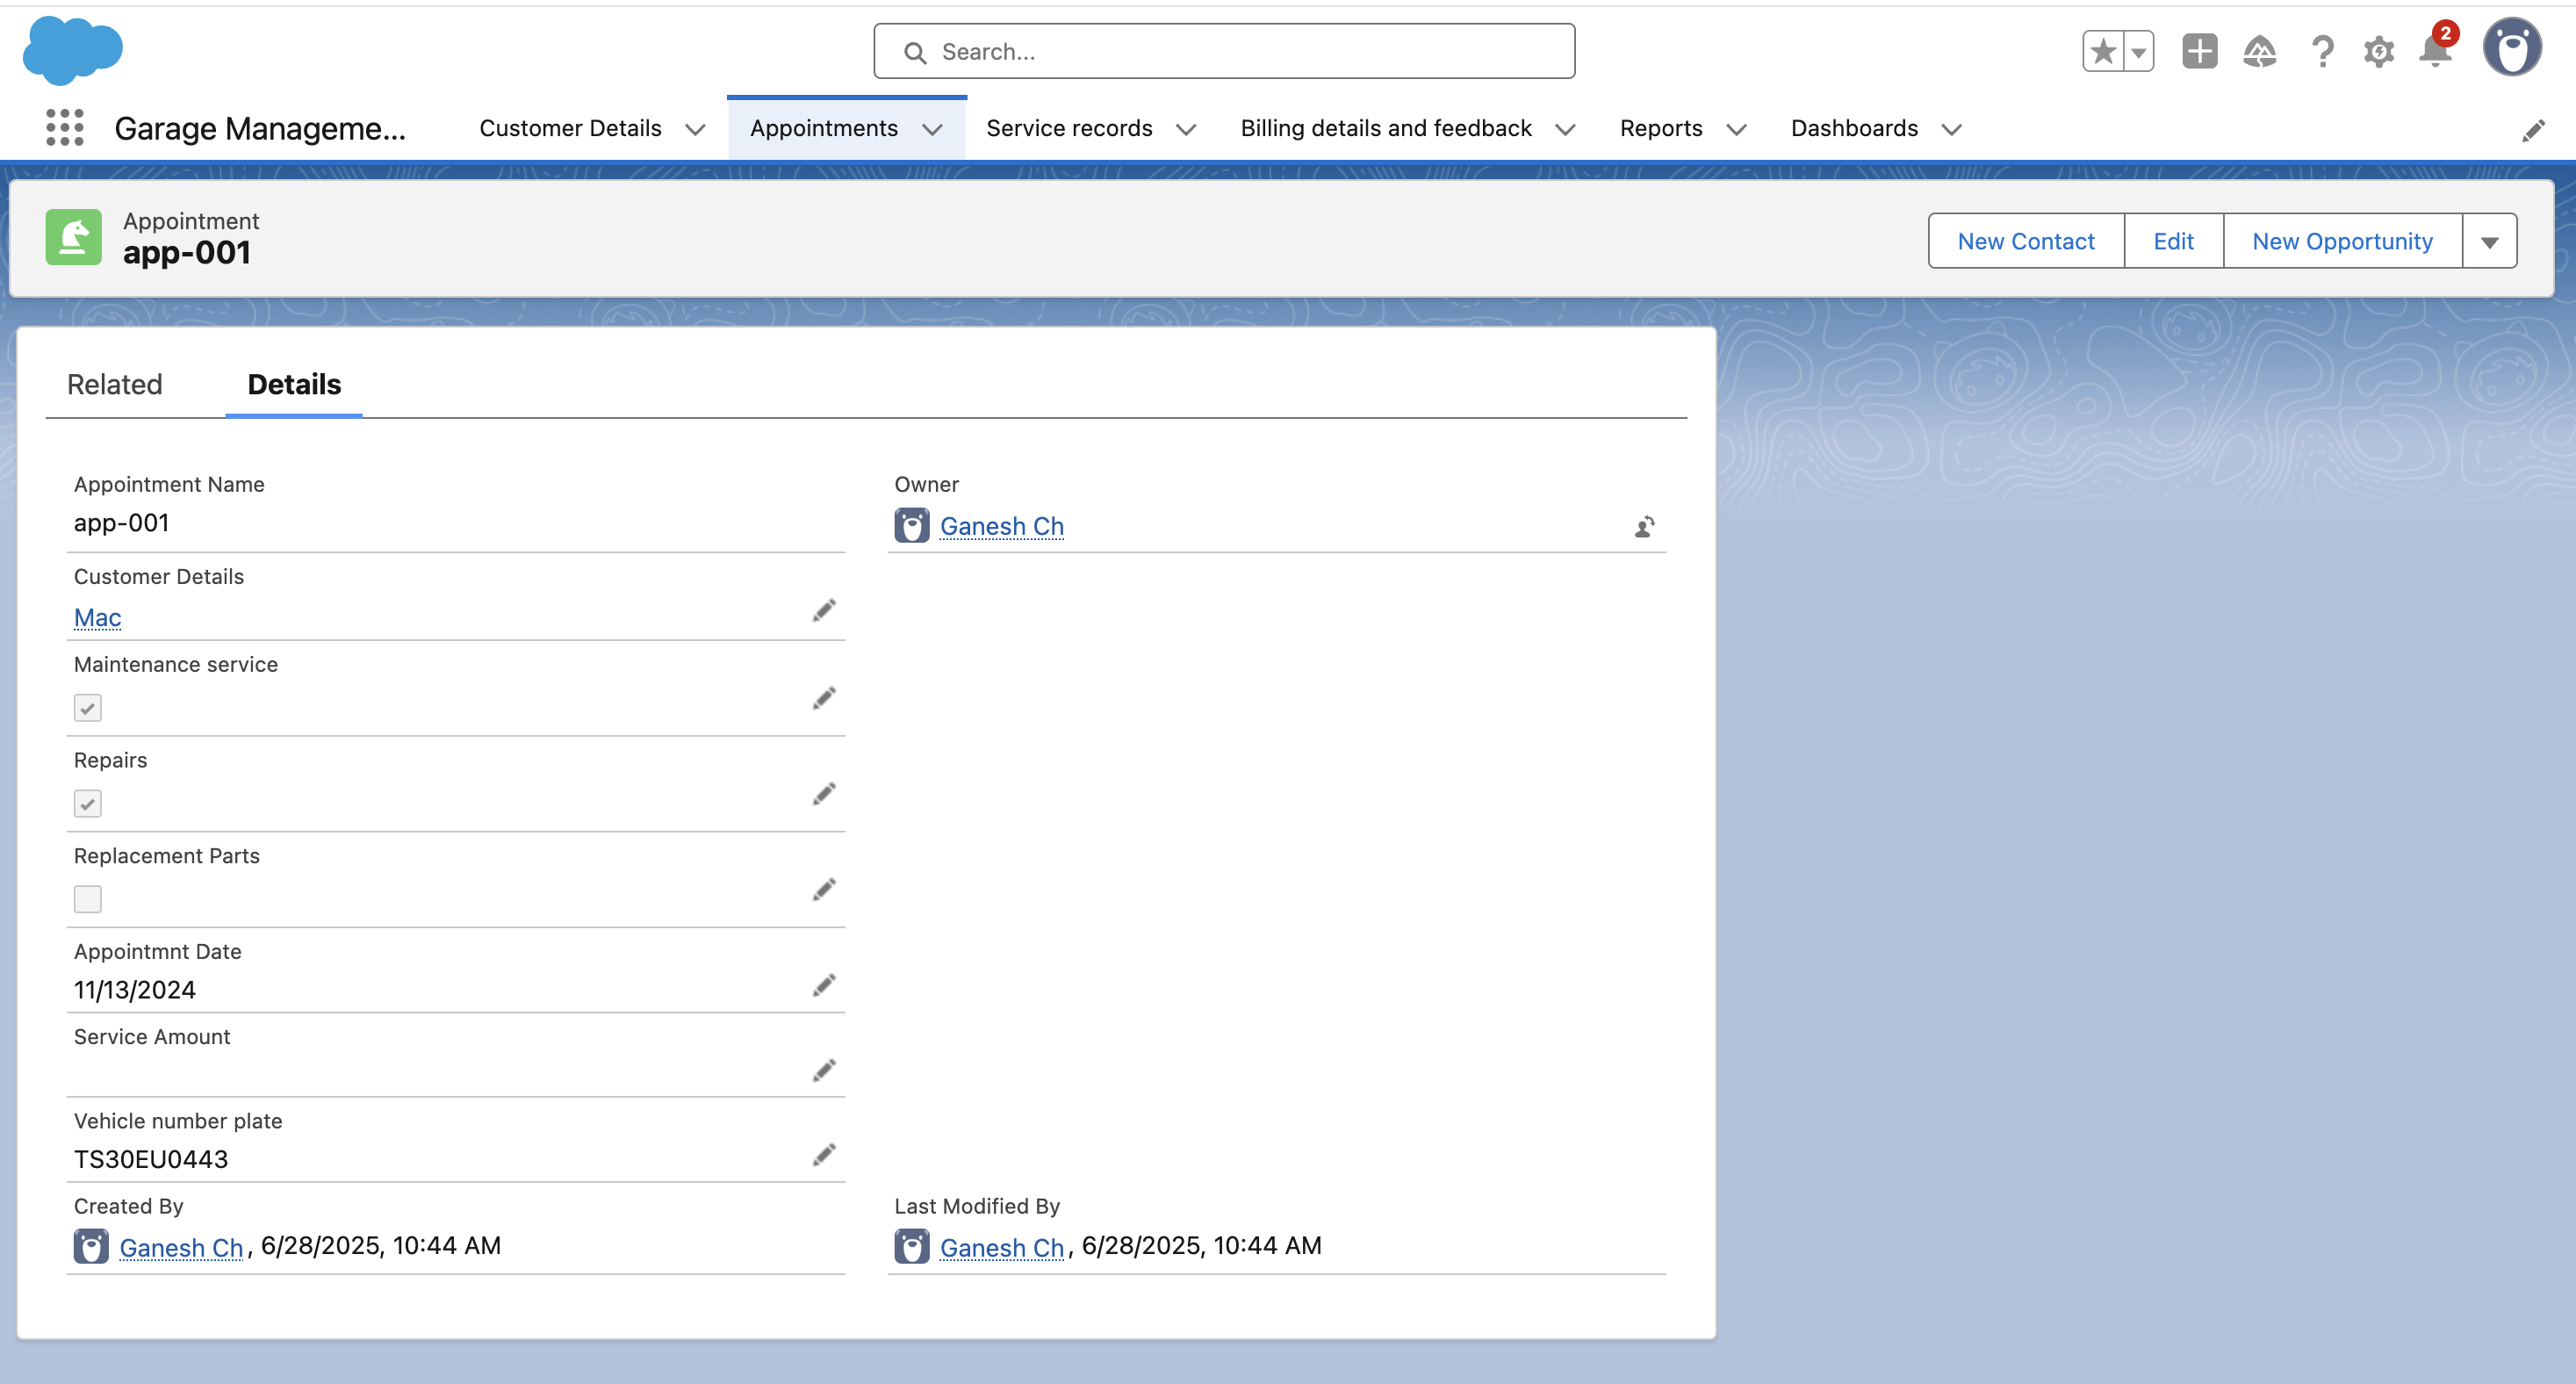 Search...
2
Garage Manageme...
Customer Details
Appointments
Service records
Billing details and feedback
Reports
Dashboards
Appointment
app-001
New Contact
Edit
New Opportunity
Related
Details
Appointment Name
app-001
Owner
Ganesh Ch
Customer Details
Mac
Maintenance service
Repairs
Replacement Parts
Appointmnt Date
11/13/2024
Service Amount
Vehicle number plate
TS30EU0443
Created By
Ganesh Ch, 6/28/2025, 10:44 AM
Last Modified By
Ganesh Ch, 6/28/2025, 10:44 AM